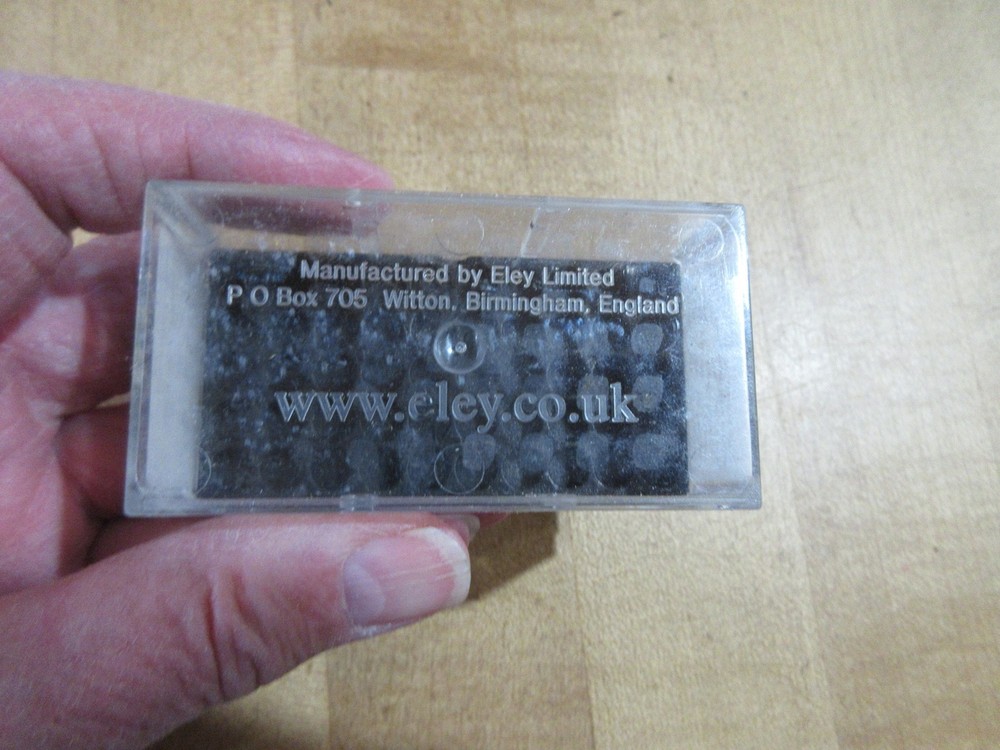 Manufactured by Eley Limited
P O Box 705 Witton, Birmingham, England
www.eley.co.uk